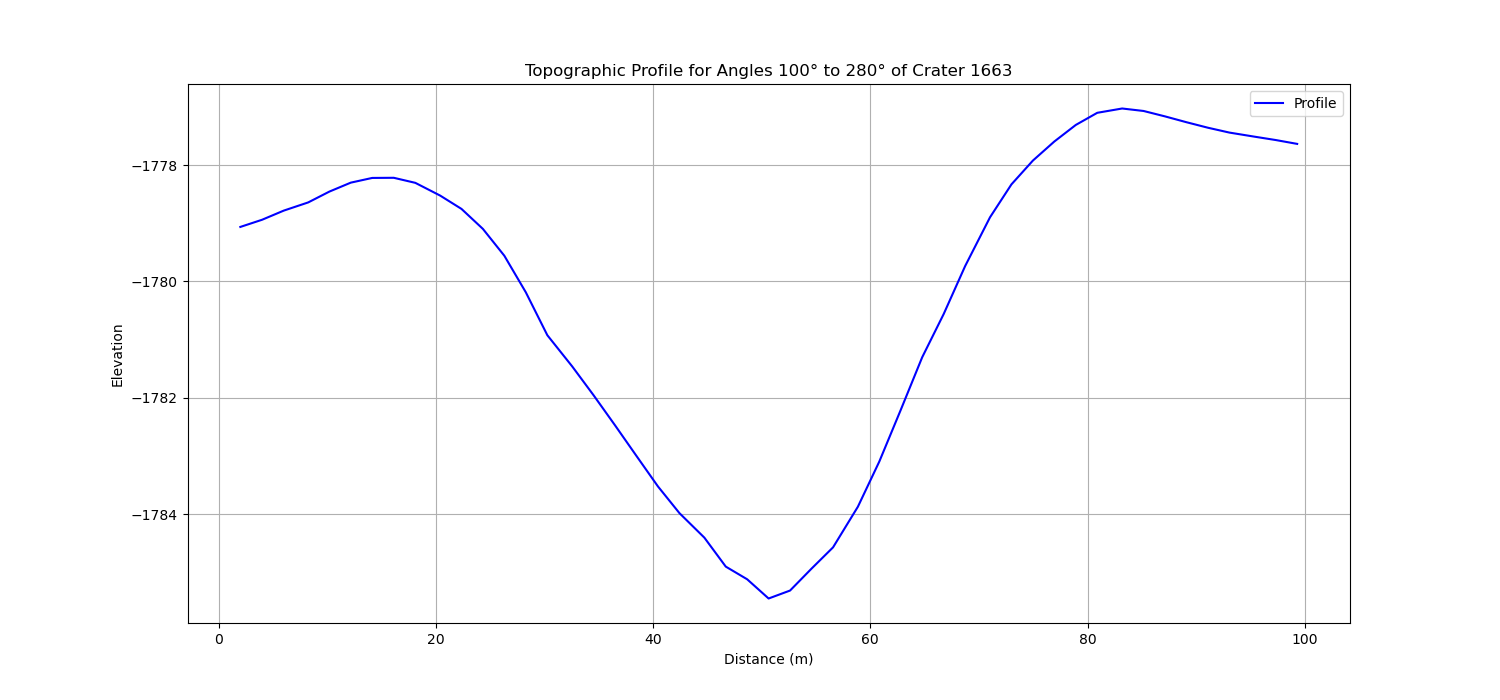 Topographic Profile for Angles 100° to 280° of Crater 1663
Profile
−1778
−1780
−1782
−1784
Elevation
0 20 40 60 80 100
Distance (m)